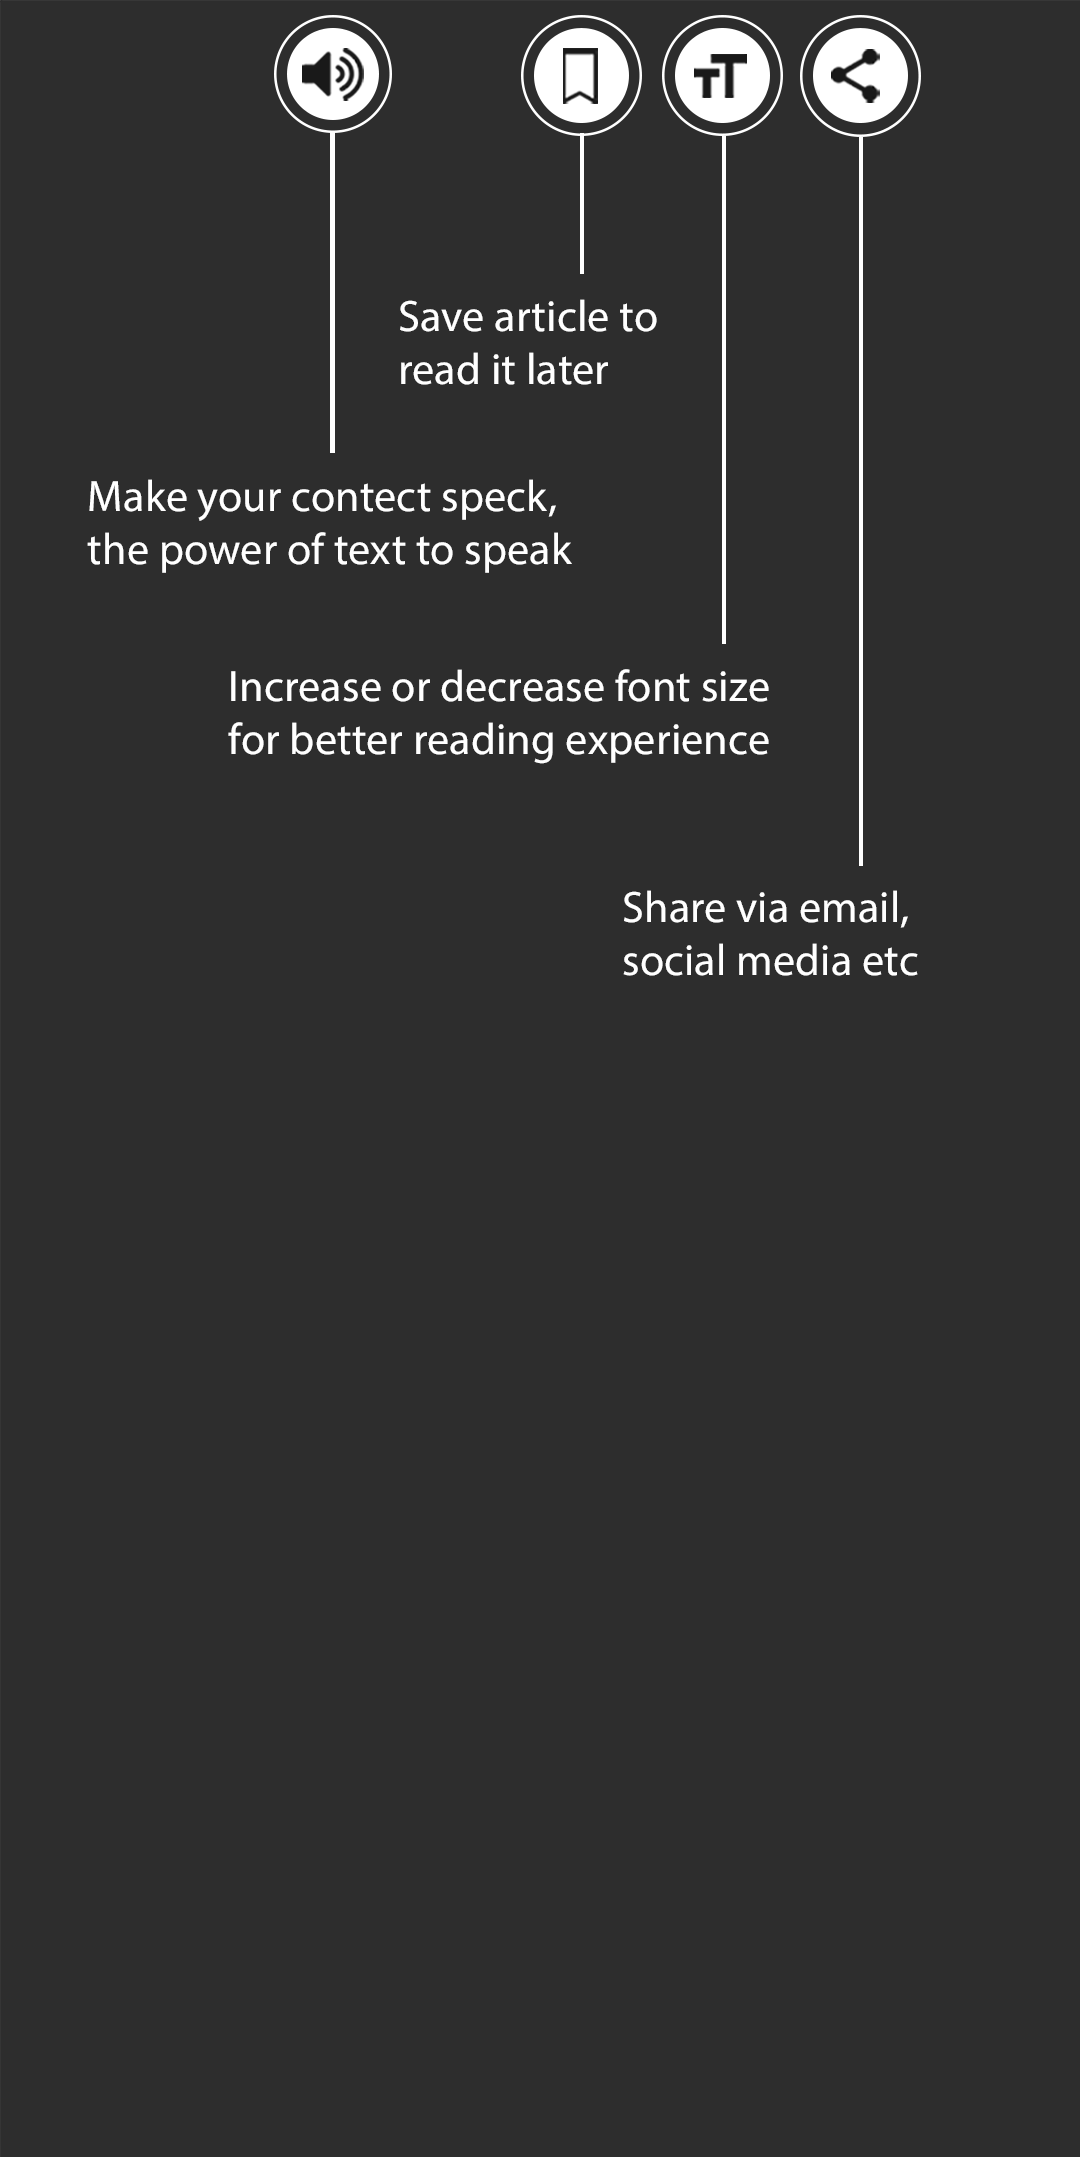 TT
Save article to
read it later
Make your contect speck,
the power of text to speak
Increase or decrease font size
for better reading experience
Share via email,
social media etc